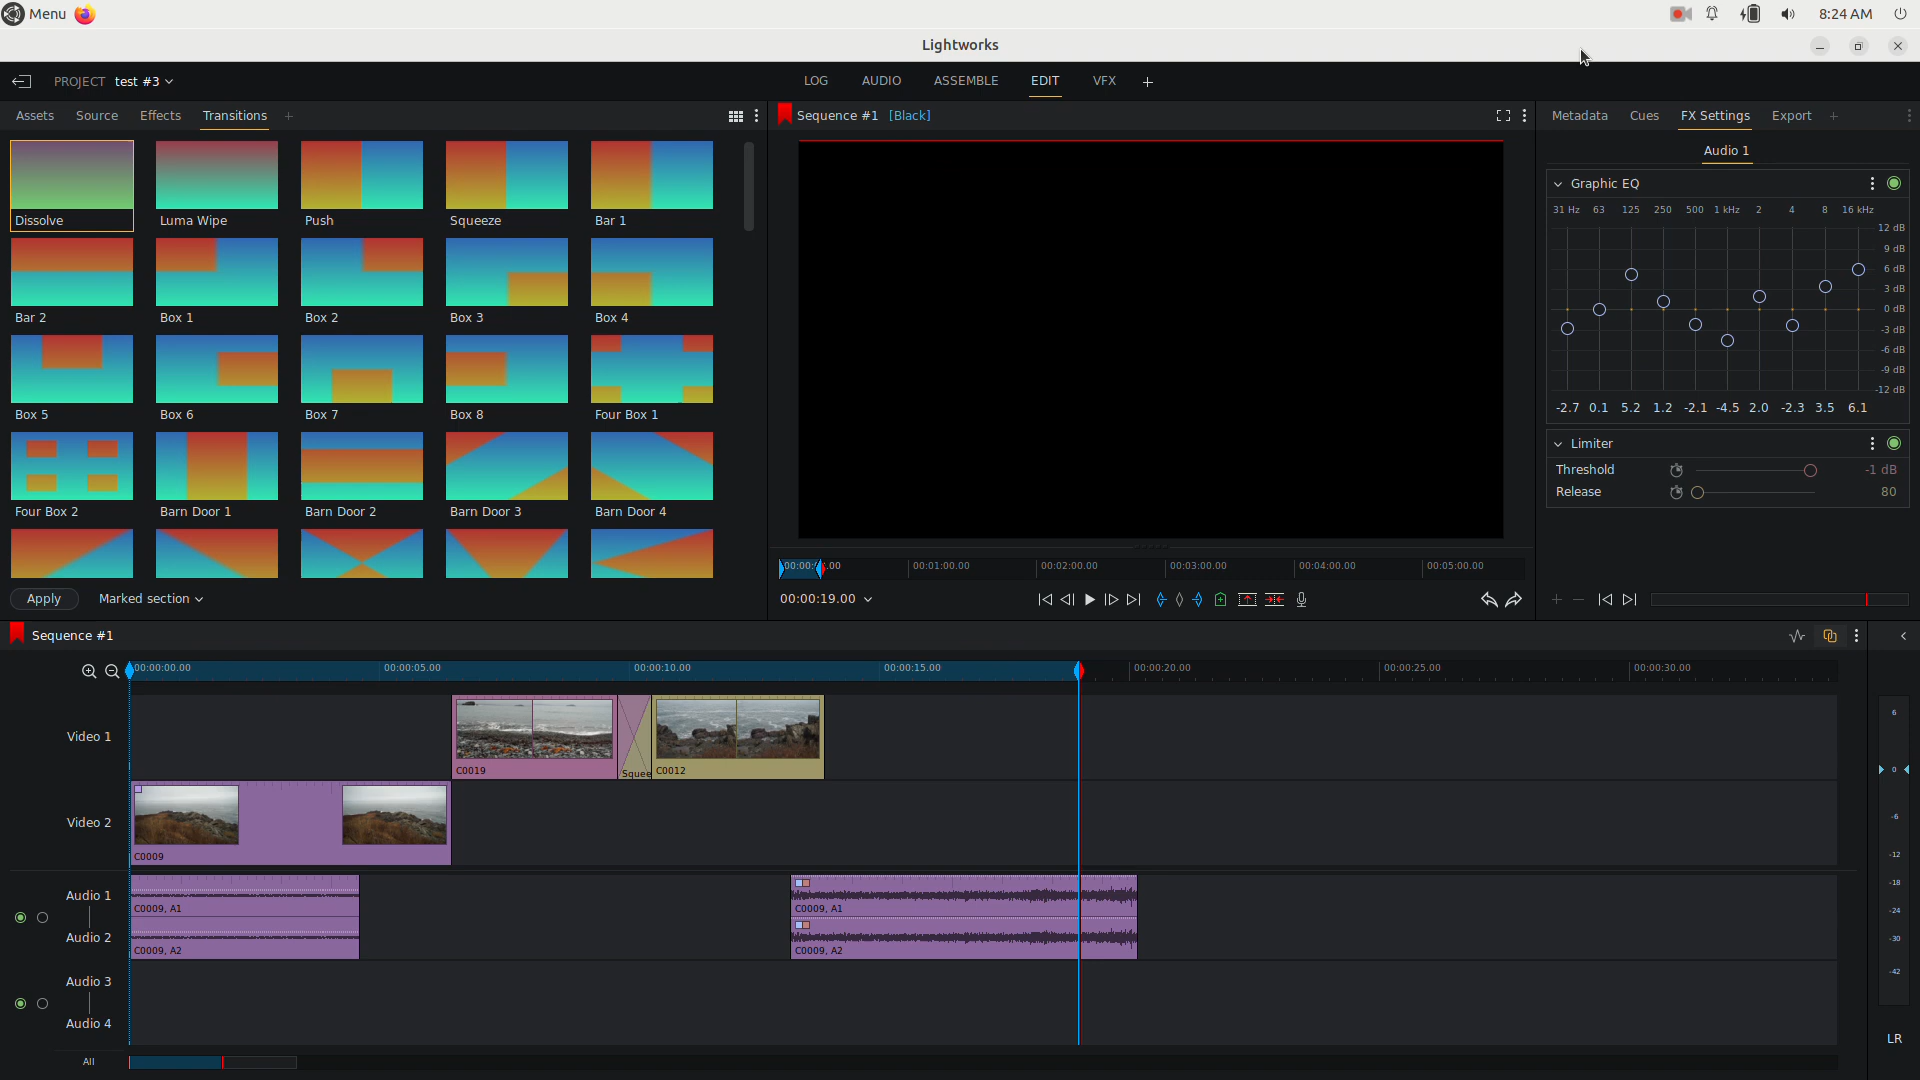 Menu 8:24 AM
Lightworks
PROJECT test #3 LOG AUDIO ASSEMBLE EDIT VFX
Assets Source Effects Transitions
Sequence #1 [Black]
Metadata Cues FX Settings Export
Audio 1
Graphic EQ
31 Hz 63 125 250 500 1 kHz 2 4 8 16 kHz
12 dB
9 dB
6 dB
3 dB
0 dB
-3 dB
-6 dB
-9 dB
-12 dB
-2.7 0.1 5.2 1.2 -2.1 -4.5 2.0 -2.3 3.5 6.1
Limiter
Threshold -1 dB
Release 80
Dissolve Luma Wipe Push Squeeze Bar 1
Bar 2 Box 1 Box 2 Box 3 Box 4
Box 5 Box 6 Box 7 Box 8 Four Box 1
Four Box 2 Barn Door 1 Barn Door 2 Barn Door 3 Barn Door 4
Apply Marked section
00:01:00.00 00:02:00.00 00:03:00.00 00:04:00.00 00:05:00.00
00:00:19.00
Sequence #1
00:00:00.00 00:00:05.00 00:00:10.00 00:00:15.00 00:00:20.00 00:00:25.00 00:00:30.00
Video 1
C0019 Squee C0012
Video 2
C0009
Audio 1
C0009, A1 C0009, A1
Audio 2
C0009, A2 C0009, A2
Audio 3
Audio 4
All
6
0
-6
-12
-18
-24
-30
-42
LR